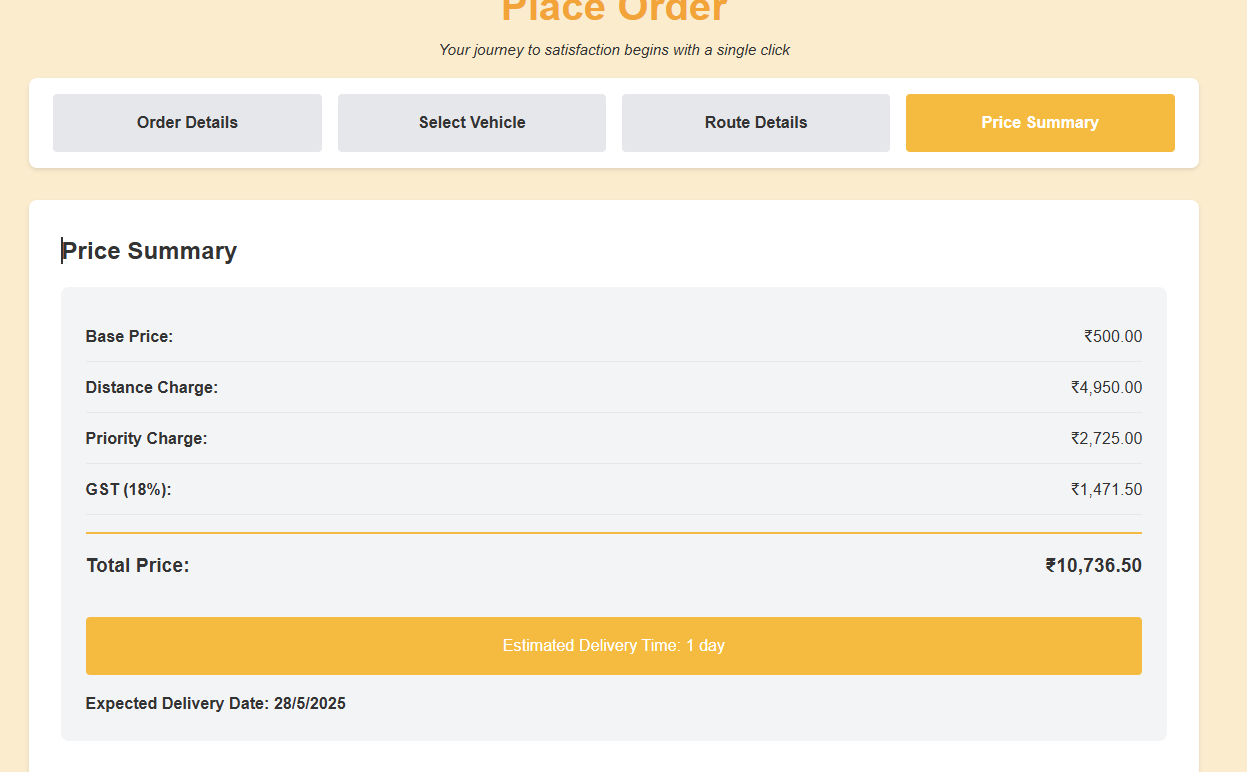 Place Order
Your journey to satisfaction begins with a single click
Order Details Select Vehicle Route Details Price Summary
Price Summary
Base Price: ₹500.00
Distance Charge: ₹4,950.00
Priority Charge: ₹2,725.00
GST (18%): ₹1,471.50
Total Price: ₹10,736.50
Estimated Delivery Time: 1 day
Expected Delivery Date: 28/5/2025